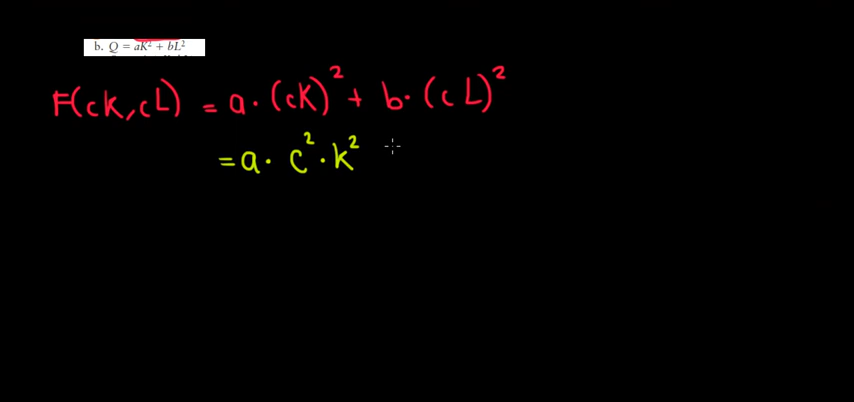 b. Q = aK² + bL²
F(cK, cL) = a · (cK)² + b · (cL)²
= a · c² · k²